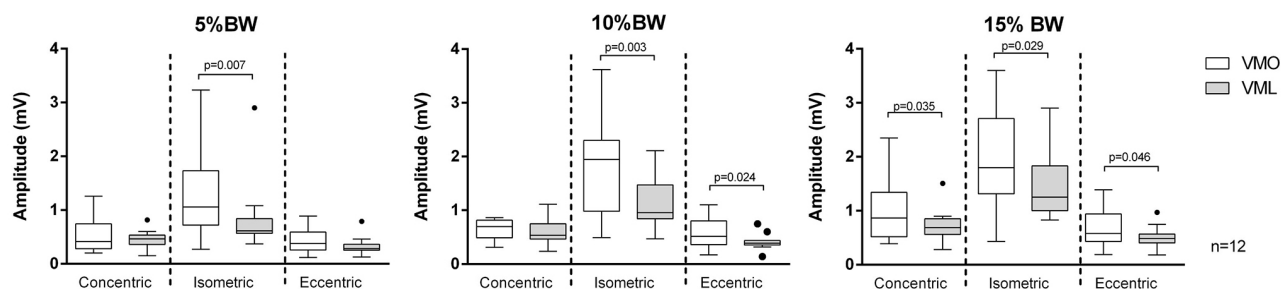 5%BW
Amplitude (mV)
4
3
2
1
0
p=0.007
Concentric
Isometric
Eccentric
10%BW
Amplitude (mV)
4
3
2
1
0
p=0.003
p=0.024
Concentric
Isometric
Eccentric
15% BW
Amplitude (mV)
4
3
2
1
0
p=0.035
p=0.029
p=0.046
Concentric
Isometric
Eccentric
VMO
VML
n=12